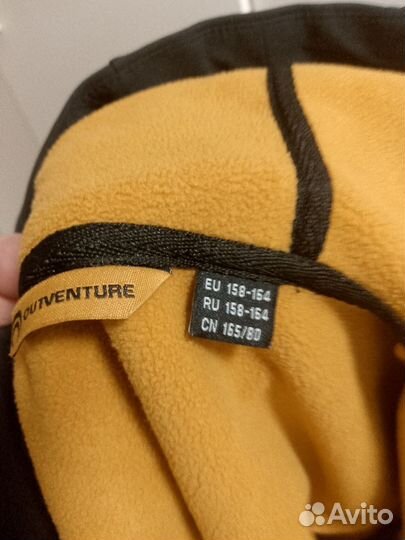 OUTVENTURE
EU 158-164
RU 158-164
CN 165/80
Avito